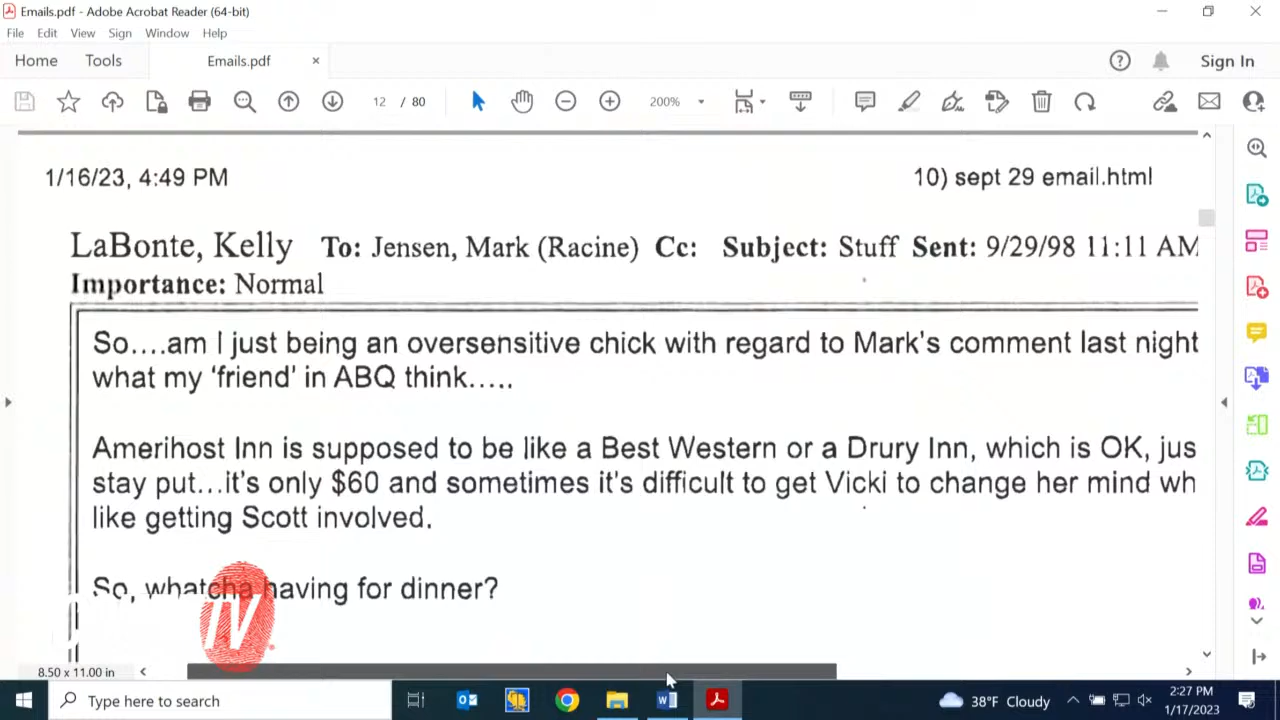 Emails.pdf - Adobe Acrobat Reader (64-bit)
File Edit View Sign Window Help
Home Tools Emails.pdf × Sign In
12 / 80 200%
1/16/23, 4:49 PM 10) sept 29 email.html
LaBonte, Kelly To: Jensen, Mark (Racine) Cc: Subject: Stuff Sent: 9/29/98 11:11 AM
Importance: Normal
So....am I just being an oversensitive chick with regard to Mark's comment last night
what my 'friend' in ABQ think.....
Amerihost Inn is supposed to be like a Best Western or a Drury Inn, which is OK, jus
stay put...it's only $60 and sometimes it's difficult to get Vicki to change her mind wh
like getting Scott involved.
So, whatcha having for dinner?
TV
8.50 x 11.00 in
Type here to search
38°F Cloudy
2:27 PM
1/17/2023